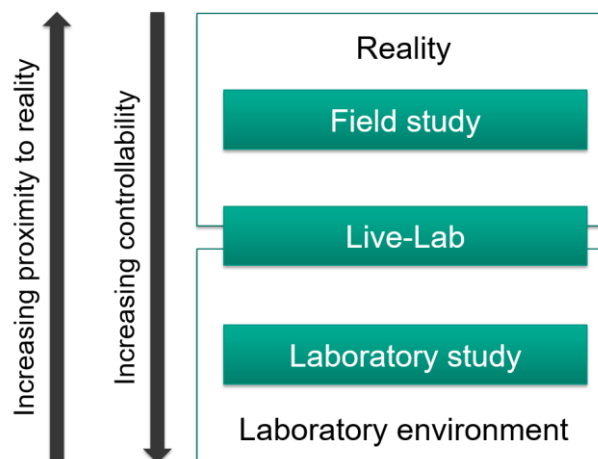 Increasing proximity to reality
Increasing controllability
Reality
Field study
Live-Lab
Laboratory study
Laboratory environment